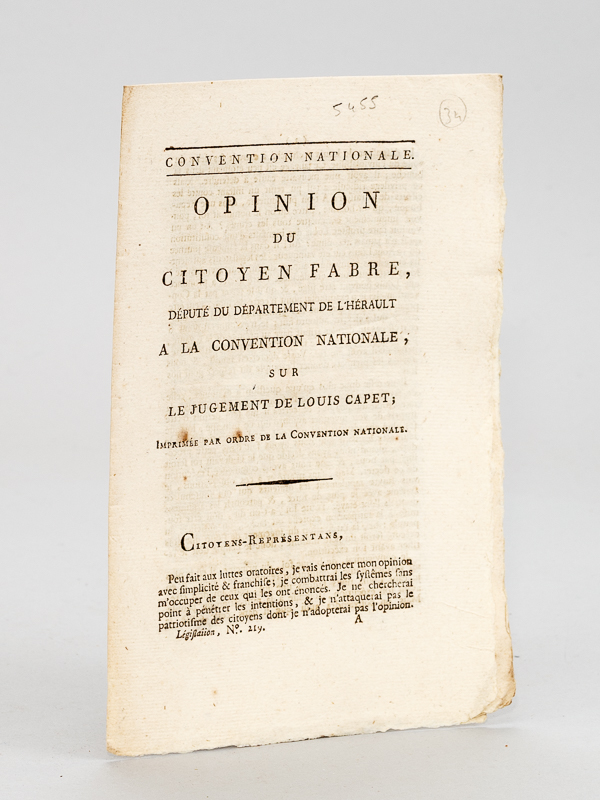 5455
34
CONVENTION NATIONALE.
OPINION
DU
CITOYEN FABRE,
DÉPUTÉ DU DÉPARTEMENT DE L'HÉRAULT
A LA CONVENTION NATIONALE,
SUR
LE JUGEMENT DE LOUIS CAPET;
IMPRIMÉE PAR ORDRE DE LA CONVENTION NATIONALE.
CITOYENS-REPRÉSENTANS,
Peu fait aux luttes oratoires, je vais énoncer mon opinion
avec simplicité & franchise; je combattrai les systêmes sans
m'occuper de ceux qui les ont énoncés. Je ne chercherai
point à pénétrer les intentions, & je n'attaquerai pas le
patriotisme des citoyens dont je n'adopterai pas l'opinion.
Législation, N°. 219. A